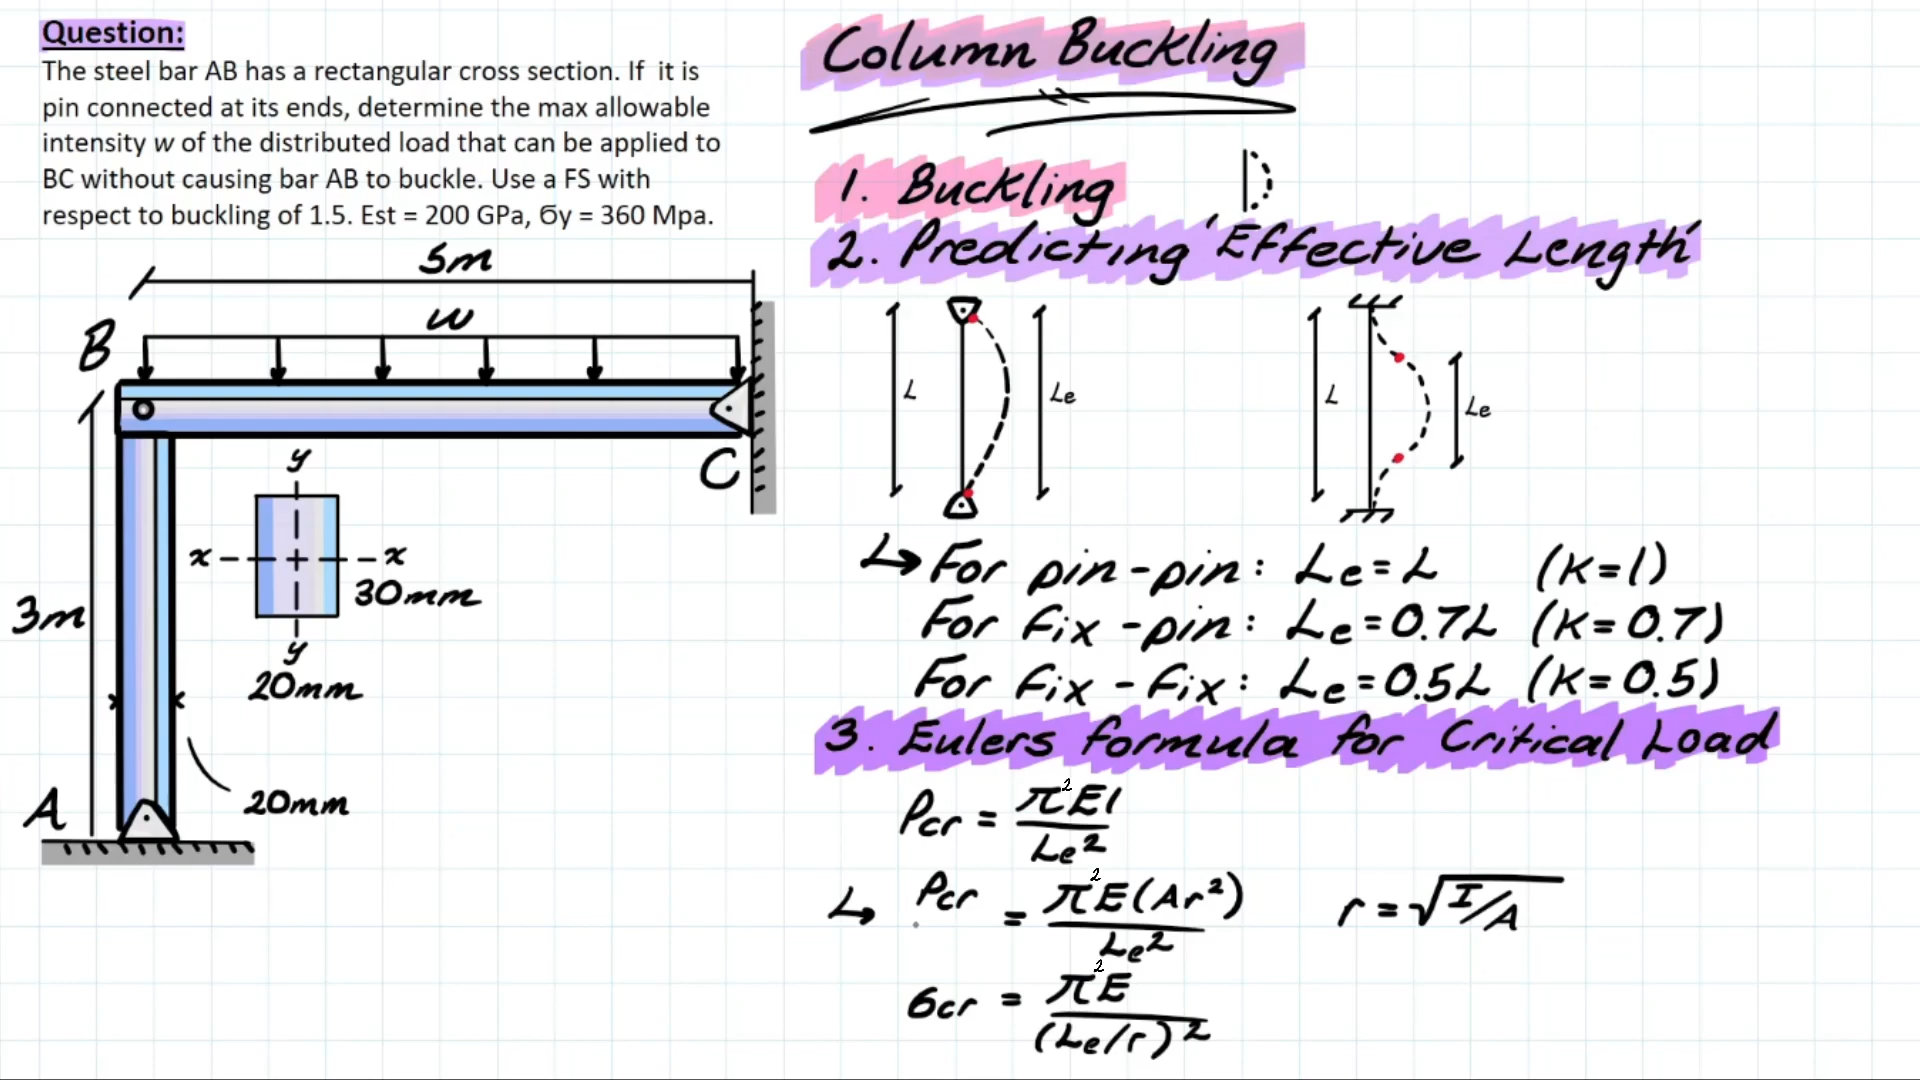 Question:
The steel bar AB has a rectangular cross section. If it is
pin connected at its ends, determine the max allowable
intensity w of the distributed load that can be applied to
BC without causing bar AB to buckle. Use a FS with
respect to buckling of 1.5. Est = 200 GPa, σy = 360 Mpa.
5m
w
B
C
y
x x
30mm
y
20mm
3m
A
20mm
Column Buckling
1. Buckling
2. Predicting 'Effective Length'
L
Le
L
Le
↳ For pin-pin: Le = L (K=1)
For fix-pin: Le = 0.7L (K=0.7)
For fix-fix: Le = 0.5L (K=0.5)
3. Eulers formula for Critical Load
Pcr = π²EI / Le²
↳ Pcr = π²E(Ar²) / Le² r = √I/A
σcr = π²E / (Le/r)²